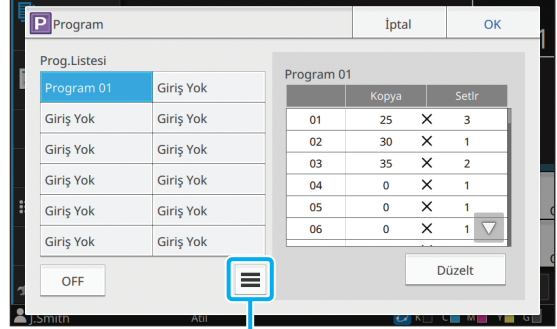 P Program İptal OK
Prog.Listesi
Program 01 Giriş Yok
Giriş Yok Giriş Yok
Giriş Yok Giriş Yok
Giriş Yok Giriş Yok
Giriş Yok Giriş Yok
Giriş Yok Giriş Yok
OFF
Program 01
Kopya Setlr
01 25 × 3
02 30 × 1
03 35 × 2
04 0 × 1
05 0 × 1
06 0 × 1
Düzelt
J.Smith Atıl K C M Y G